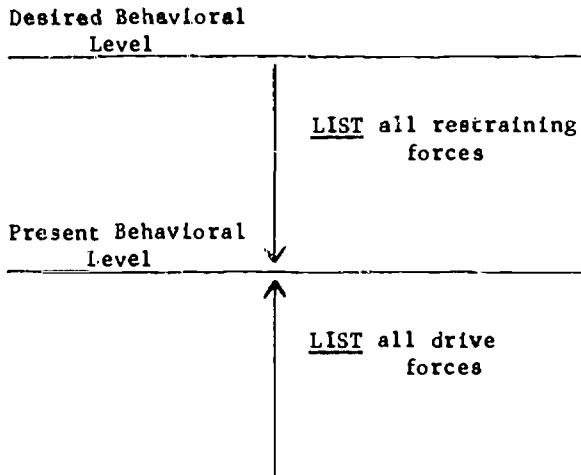 Desired Behavioral
Level
LIST all restraining
forces
Present Behavioral
Level
LIST all drive
forces